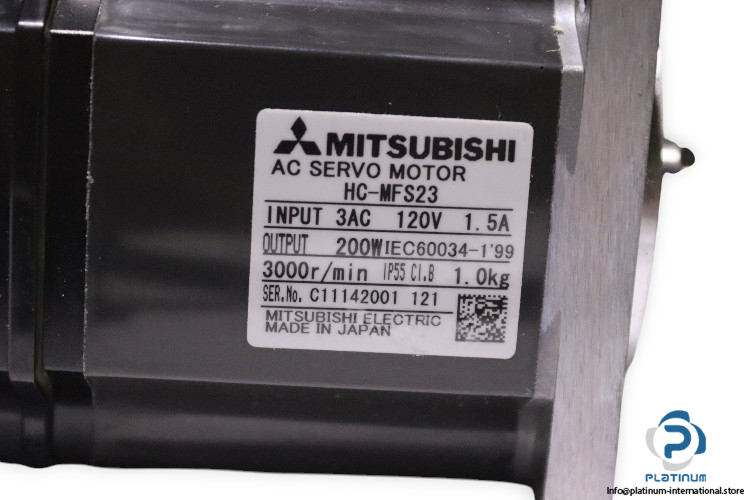 MITSUBISHI
AC SERVO MOTOR
HC-MFS23
INPUT 3AC 120V 1.5A
OUTPUT 200W IEC60034-1'99
3000r/min IP55 Cl.B 1.0kg
SER.No. C11142001 121
MITSUBISHI ELECTRIC
MADE IN JAPAN
PLATINUM
Info@platinum-international.store